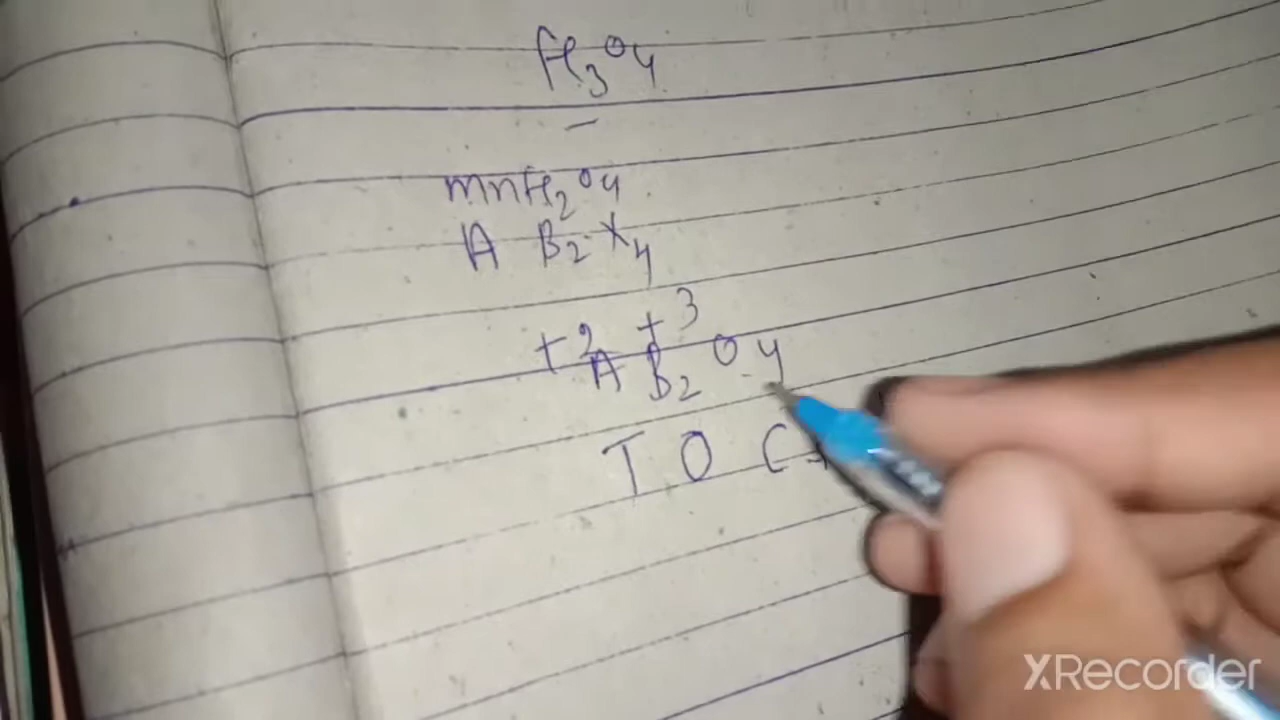 Fe3O4
MnFe2O4
A B2 X4
+2 +3
A B2 O4
T O C
XRecorder